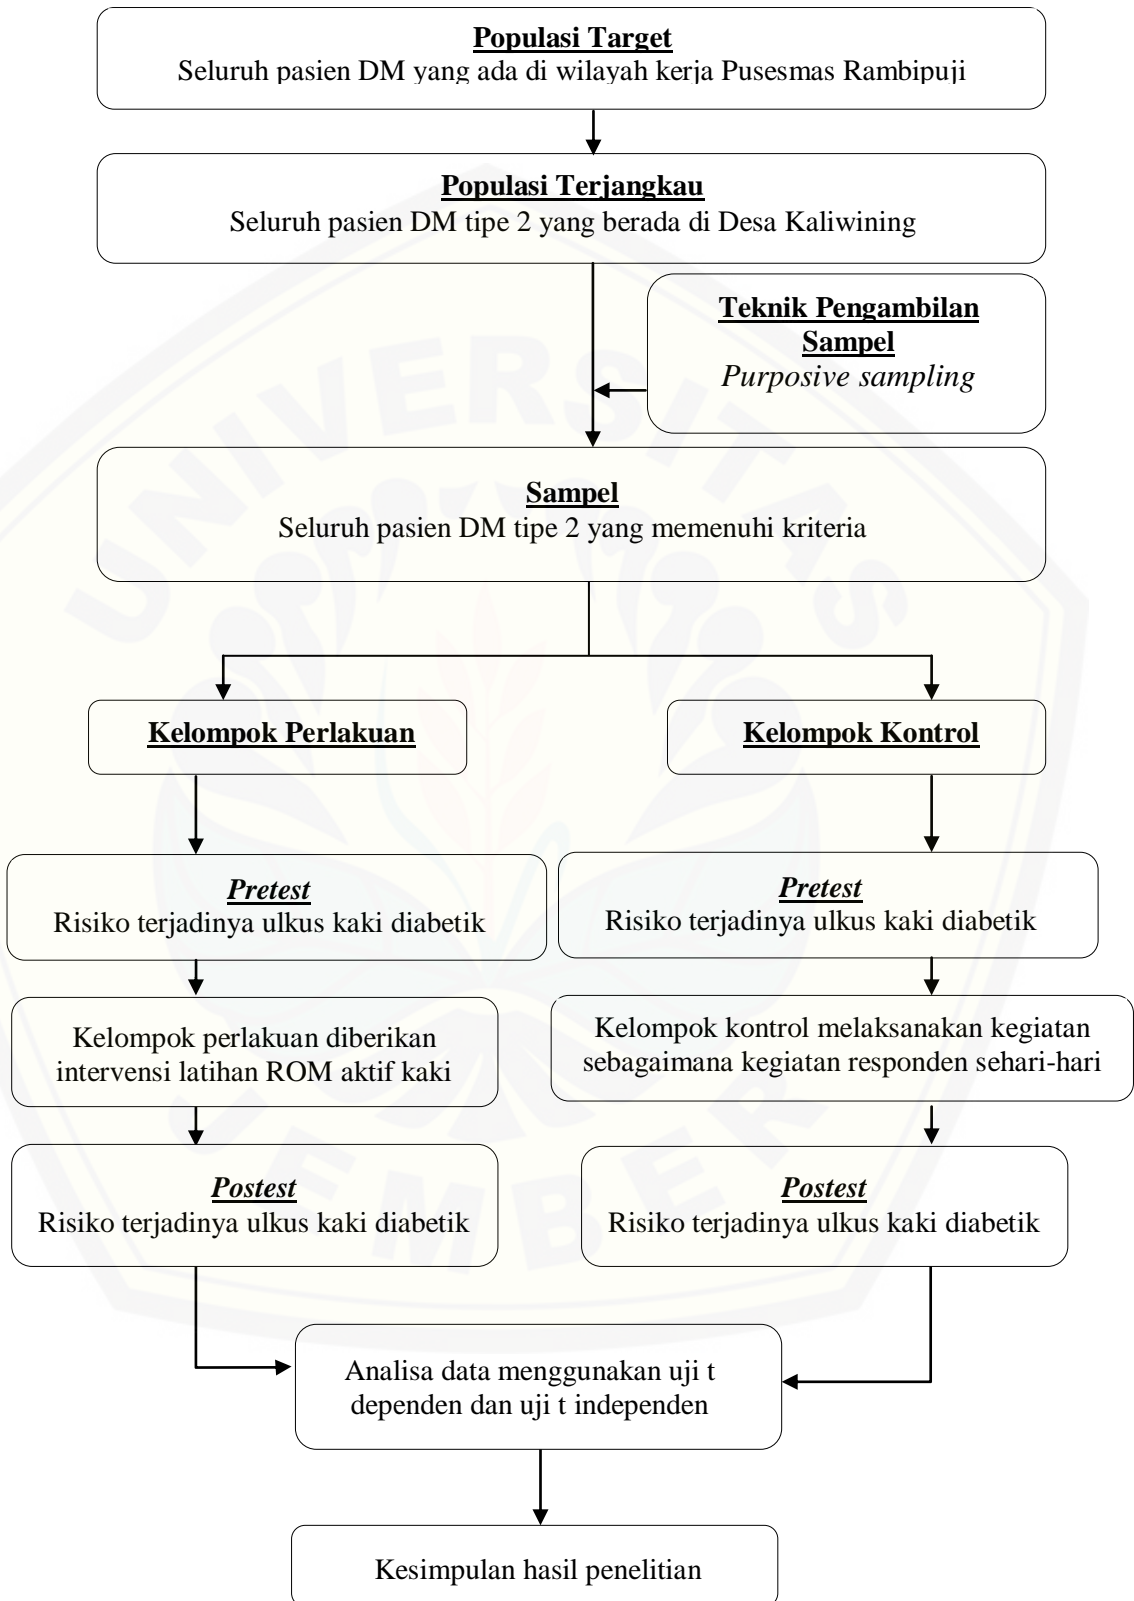 Populasi Target
Seluruh pasien DM yang ada di wilayah kerja Pusesmas Rambipuji
Populasi Terjangkau
Seluruh pasien DM tipe 2 yang berada di Desa Kaliwining
Teknik Pengambilan
Sampel
Purposive sampling
Sampel
Seluruh pasien DM tipe 2 yang memenuhi kriteria
Kelompok Perlakuan
Kelompok Kontrol
Pretest
Risiko terjadinya ulkus kaki diabetik
Pretest
Risiko terjadinya ulkus kaki diabetik
Kelompok perlakuan diberikan
intervensi latihan ROM aktif kaki
Kelompok kontrol melaksanakan kegiatan
sebagaimana kegiatan responden sehari-hari
Postest
Risiko terjadinya ulkus kaki diabetik
Postest
Risiko terjadinya ulkus kaki diabetik
Analisa data menggunakan uji t
dependen dan uji t independen
Kesimpulan hasil penelitian
UNIVERSITAS
JEMBER